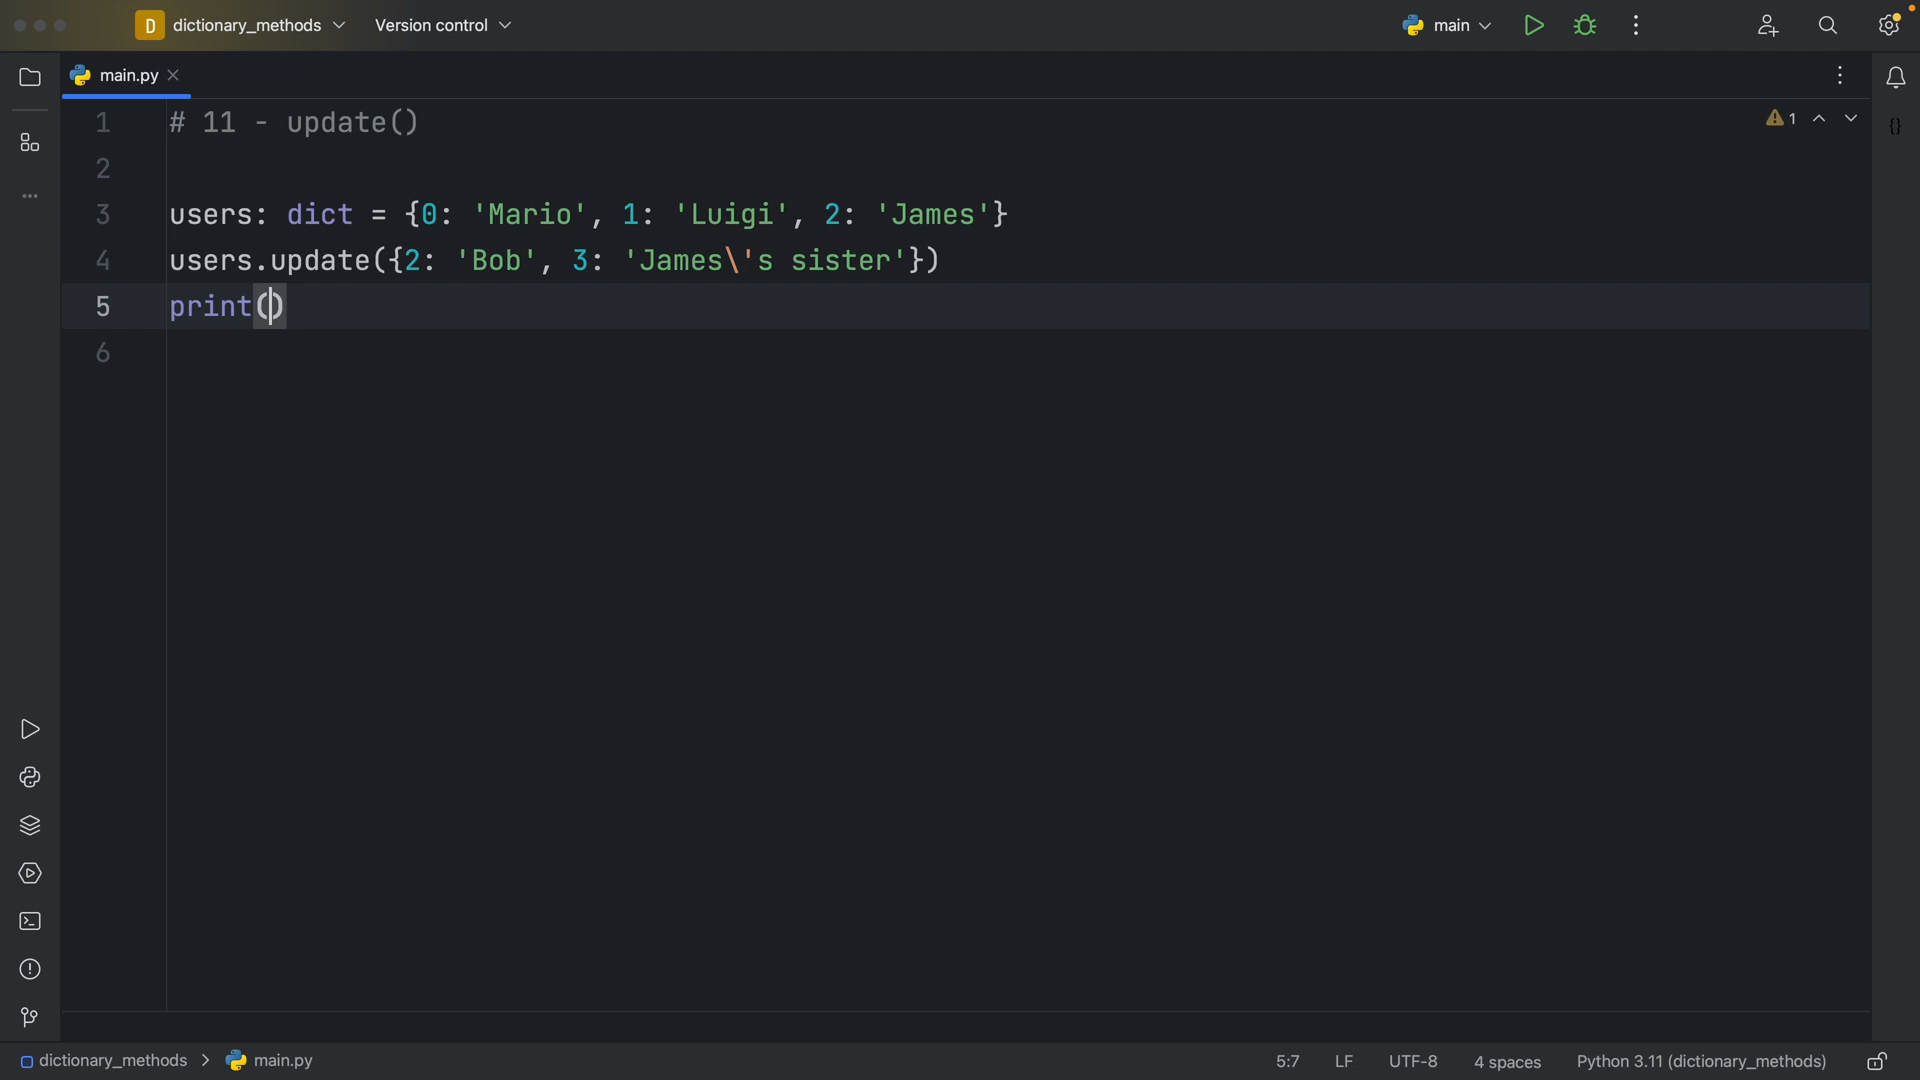 D dictionary_methods Version control main
main.py
1 # 11 - update() 1
2
3 users: dict = {0: 'Mario', 1: 'Luigi', 2: 'James'}
4 users.update({2: 'Bob', 3: 'James\'s sister'})
5 print()
6
dictionary_methods > main.py 5:7 LF UTF-8 4 spaces Python 3.11 (dictionary_methods)